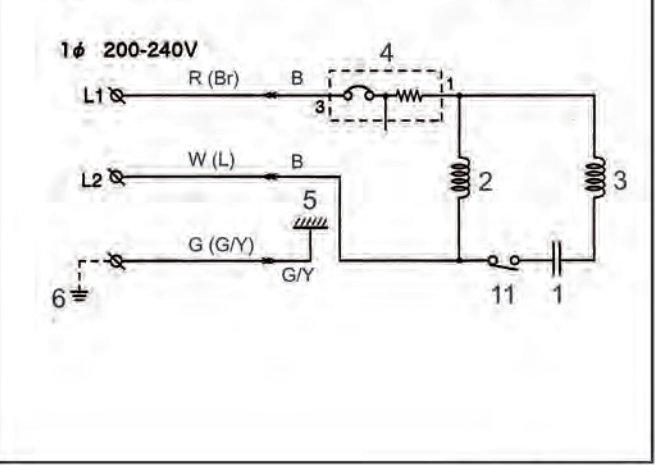 1ϕ 200-240V
4
L1 R (Br) B 3 1
L2 W (L) B
2 3
5
G (G/Y) G/Y
6
11 1